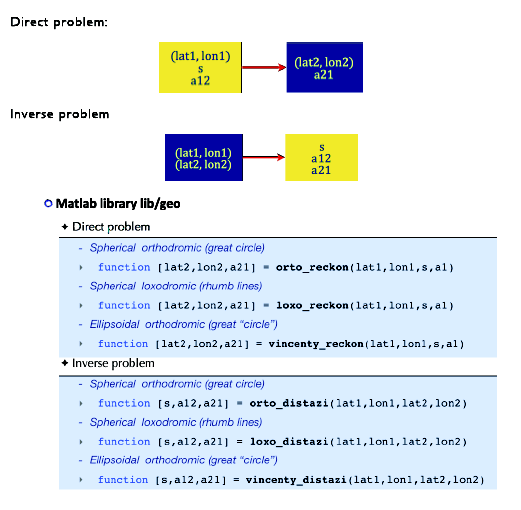 Direct problem:
(lat1, lon1)
s
a12
(lat2, lon2)
a21
Inverse problem
(lat1, lon1)
(lat2, lon2)
s
a12
a21
Matlab library lib/geo
✦ Direct problem
- Spherical orthodromic (great circle)
function [lat2,lon2,a21] = orto_reckon(lat1,lon1,s,a1)
- Spherical loxodromic (rhumb lines)
function [lat2,lon2,a21] = loxo_reckon(lat1,lon1,s,a1)
- Ellipsoidal orthodromic (great “circle”)
function [lat2,lon2,a21] = vincenty_reckon(lat1,lon1,s,a1)
✦ Inverse problem
- Spherical orthodromic (great circle)
function [s,a12,a21] = orto_distazi(lat1,lon1,lat2,lon2)
- Spherical loxodromic (rhumb lines)
function [s,a12,a21] = loxo_distazi(lat1,lon1,lat2,lon2)
- Ellipsoidal orthodromic (great “circle”)
function [s,a12,a21] = vincenty_distazi(lat1,lon1,lat2,lon2)